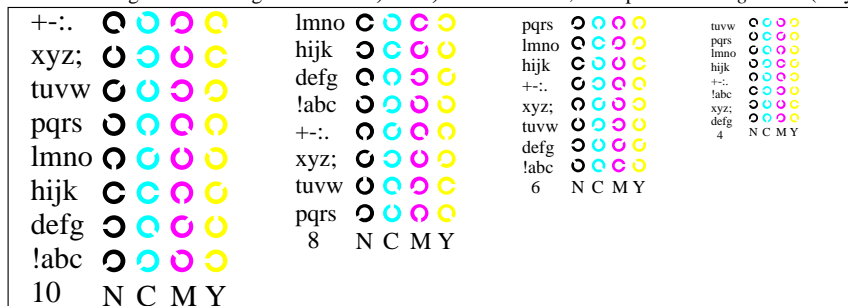 +-:.
xyz;
tuvw
pqrs
lmno
hijk
defg
!abc
10 N C M Y
lmno
hijk
defg
!abc
+-:.
xyz;
tuvw
pqrs
8 N C M Y
pqrs
lmno
hijk
+-:.
xyz;
tuvw
defg
!abc
6 N C M Y
tuvw
pqrs
lmno
hijk
+-:.
!abc
xyz;
defg
4 N C M Y